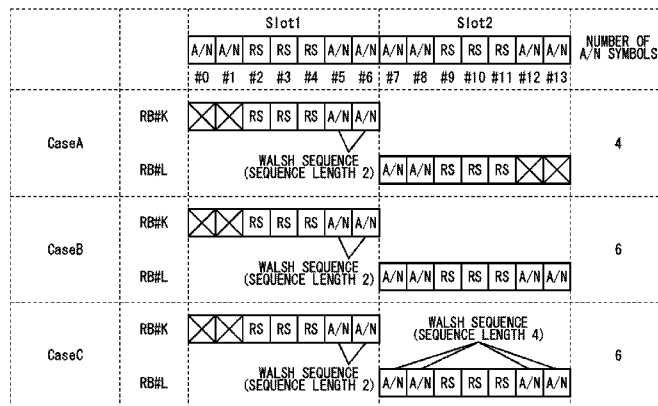 Slot1 Slot2 NUMBER OF
A/N SYMBOLS
A/N A/N RS RS RS A/N A/N A/N A/N RS RS RS A/N A/N
#0 #1 #2 #3 #4 #5 #6 #7 #8 #9 #10 #11 #12 #13
CaseA
RB#K RS RS RS A/N A/N
4
WALSH SEQUENCE
(SEQUENCE LENGTH 2)
RB#L A/N A/N RS RS RS
CaseB
RB#K RS RS RS A/N A/N
6
WALSH SEQUENCE
(SEQUENCE LENGTH 2)
RB#L A/N A/N RS RS RS A/N A/N
CaseC
RB#K RS RS RS A/N A/N
WALSH SEQUENCE
(SEQUENCE LENGTH 4)
6
WALSH SEQUENCE
(SEQUENCE LENGTH 2)
RB#L A/N A/N RS RS RS A/N A/N